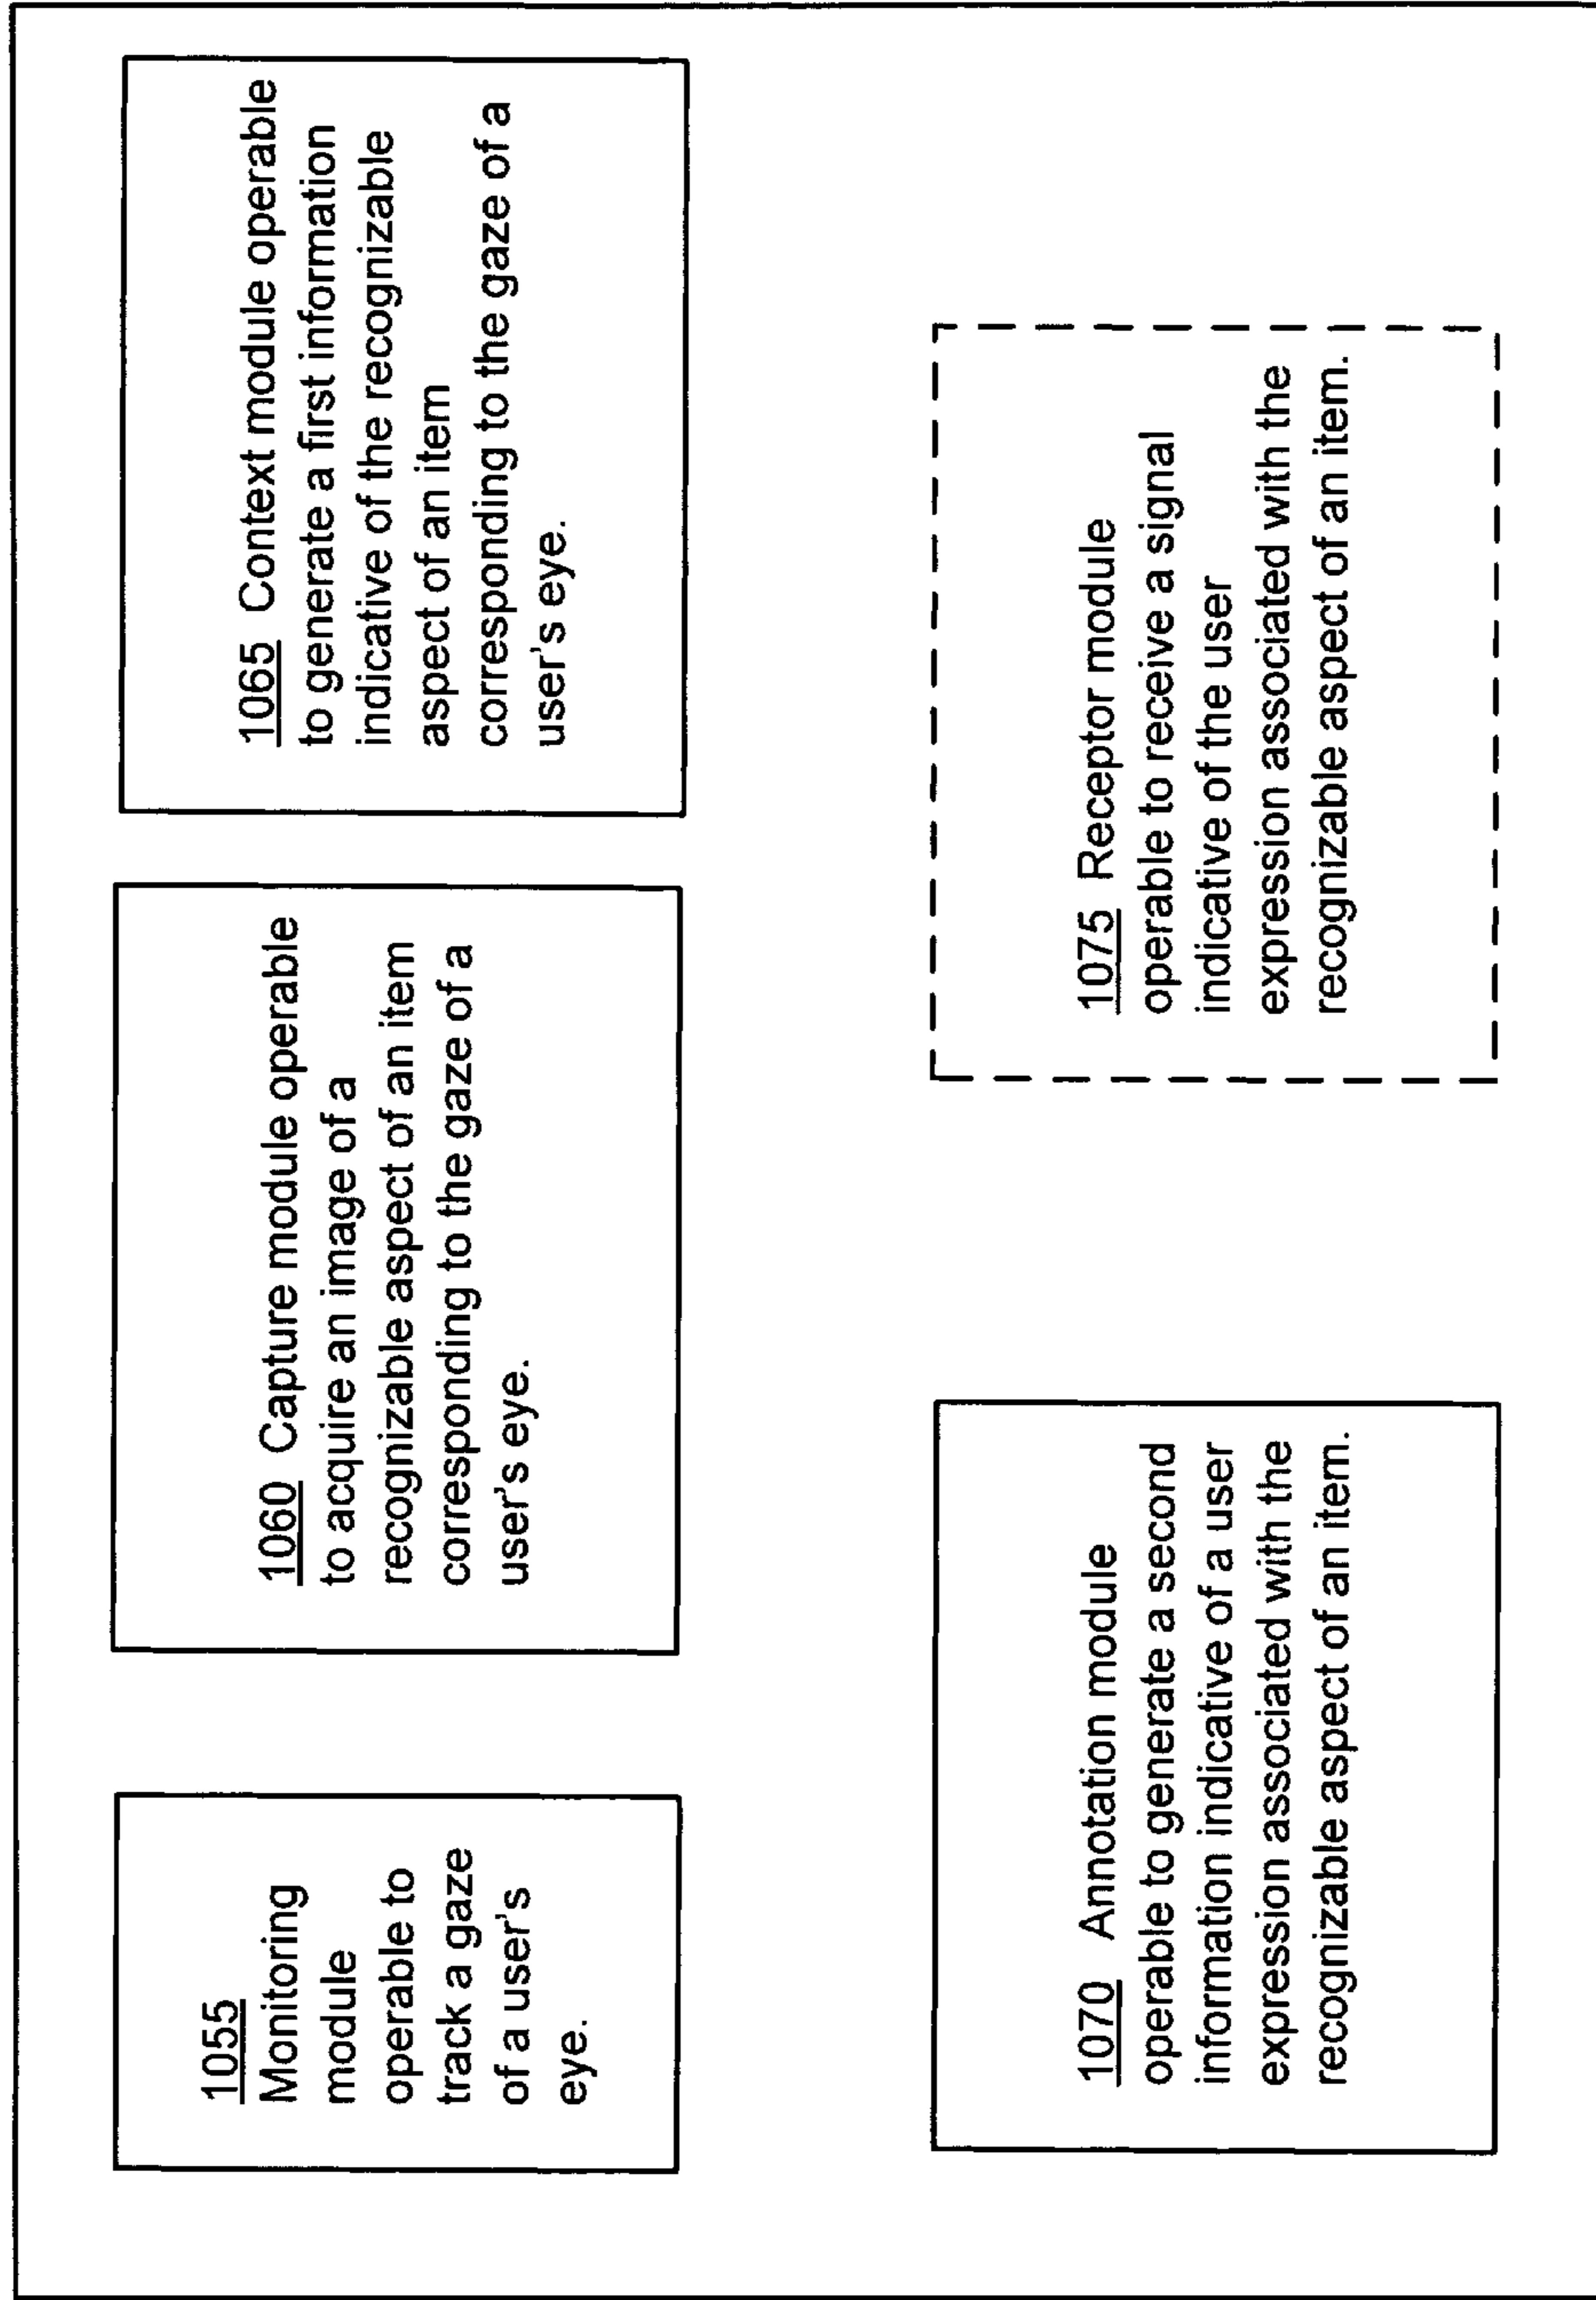 1055
Monitoring
module
operable to
track a gaze
of a user's
eye.
1060 Capture module operable
to acquire an image of a
recognizable aspect of an item
corresponding to the gaze of a
user's eye.
1065 Context module operable
to generate a first information
indicative of the recognizable
aspect of an item
corresponding to the gaze of a
user's eye.
1070 Annotation module
operable to generate a second
information indicative of a user
expression associated with the
recognizable aspect of an item.
1075 Receptor module
operable to receive a signal
indicative of the user
expression associated with the
recognizable aspect of an item.